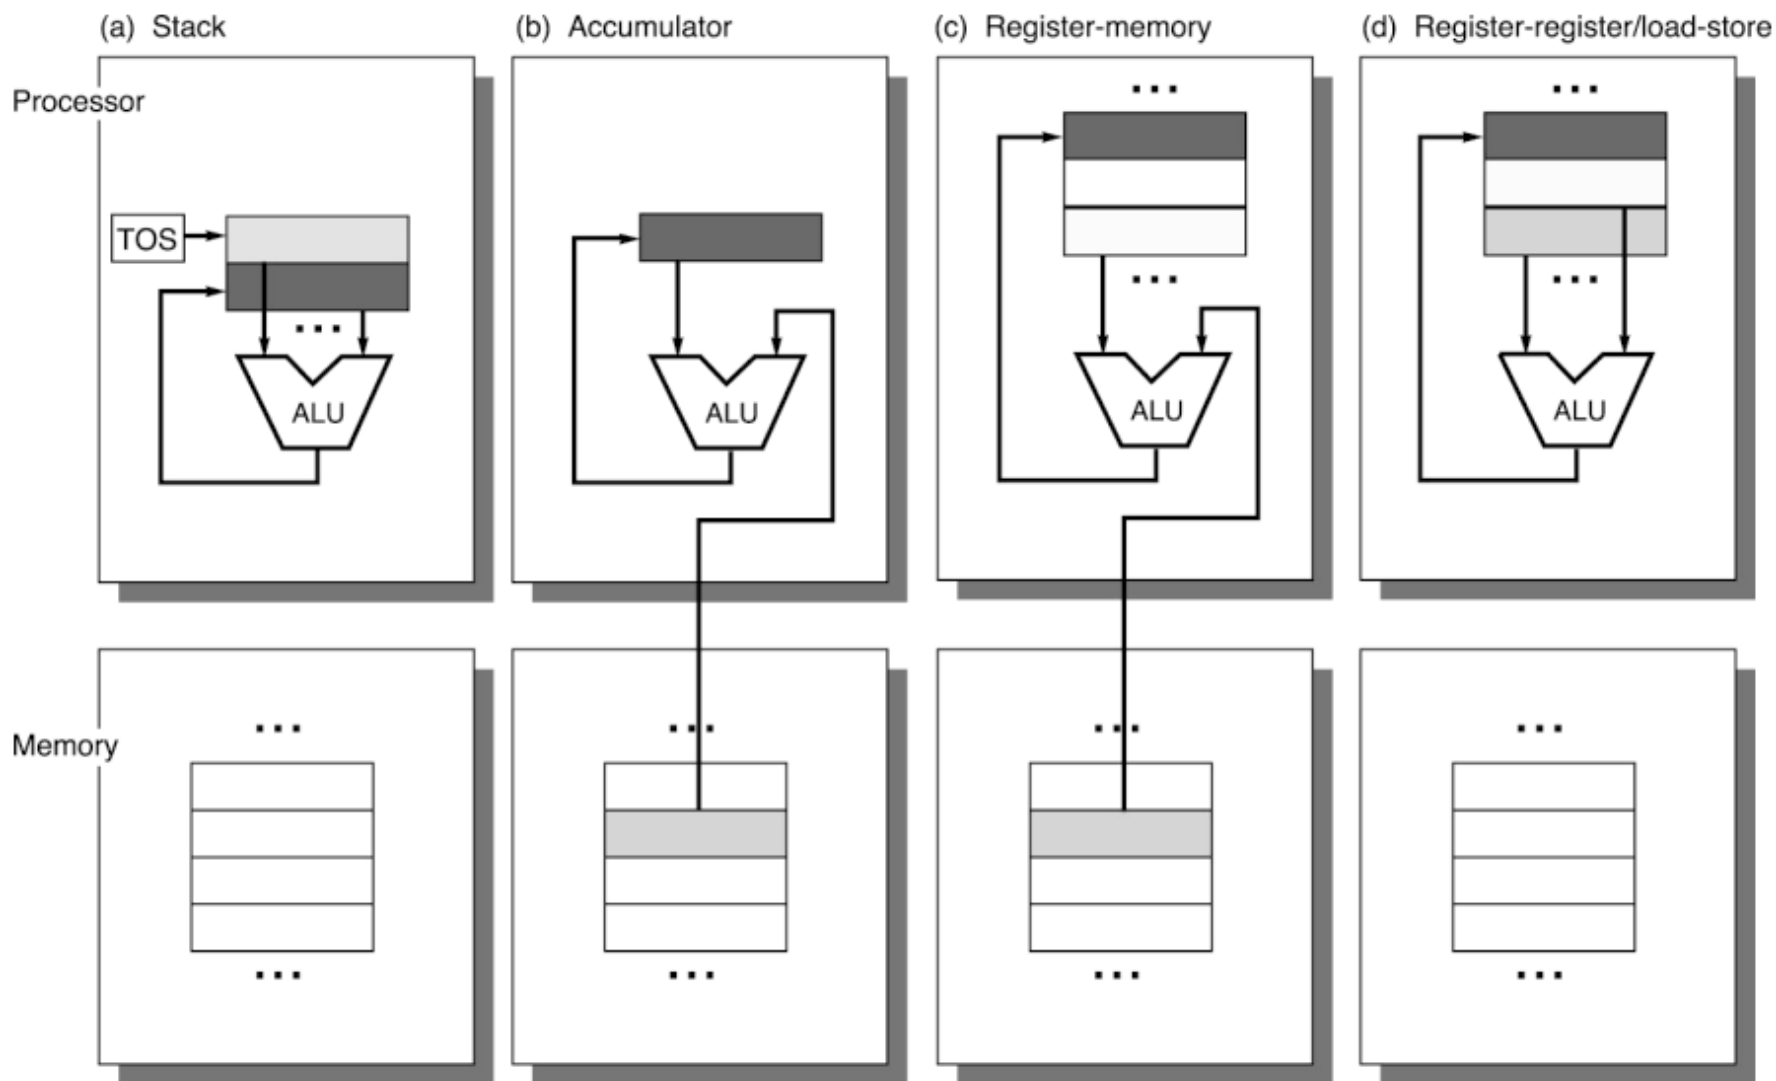 (a) Stack
(b) Accumulator
(c) Register-memory
(d) Register-register/load-store
Processor
...
...
TOS
...
...
...
ALU
ALU
ALU
ALU
Memory
...
...
...
...
...
...
...
...